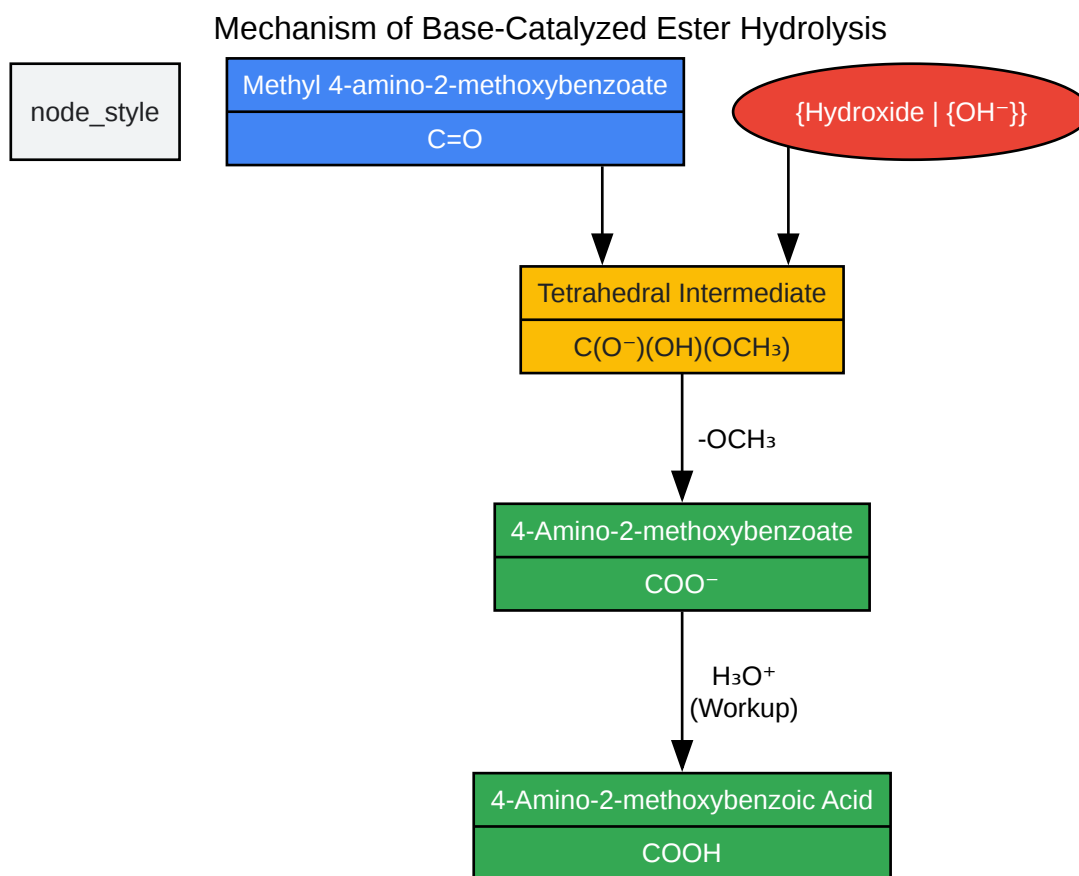 Mechanism of Base-Catalyzed Ester Hydrolysis
node_style
Methyl 4-amino-2-methoxybenzoate
C=O
{Hydroxide | {OH⁻}}
Tetrahedral Intermediate
C(O⁻)(OH)(OCH₃)
-OCH₃
4-Amino-2-methoxybenzoate
COO⁻
H₃O⁺
(Workup)
4-Amino-2-methoxybenzoic Acid
COOH